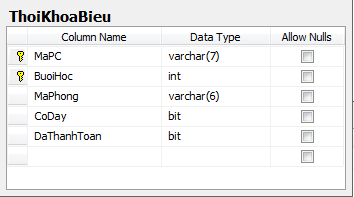 ThoiKhoaBieu
Column Name Data Type Allow Nulls
MaPC varchar(7)
BuoiHoc int
MaPhong varchar(6)
CoDay bit
DaThanhToan bit